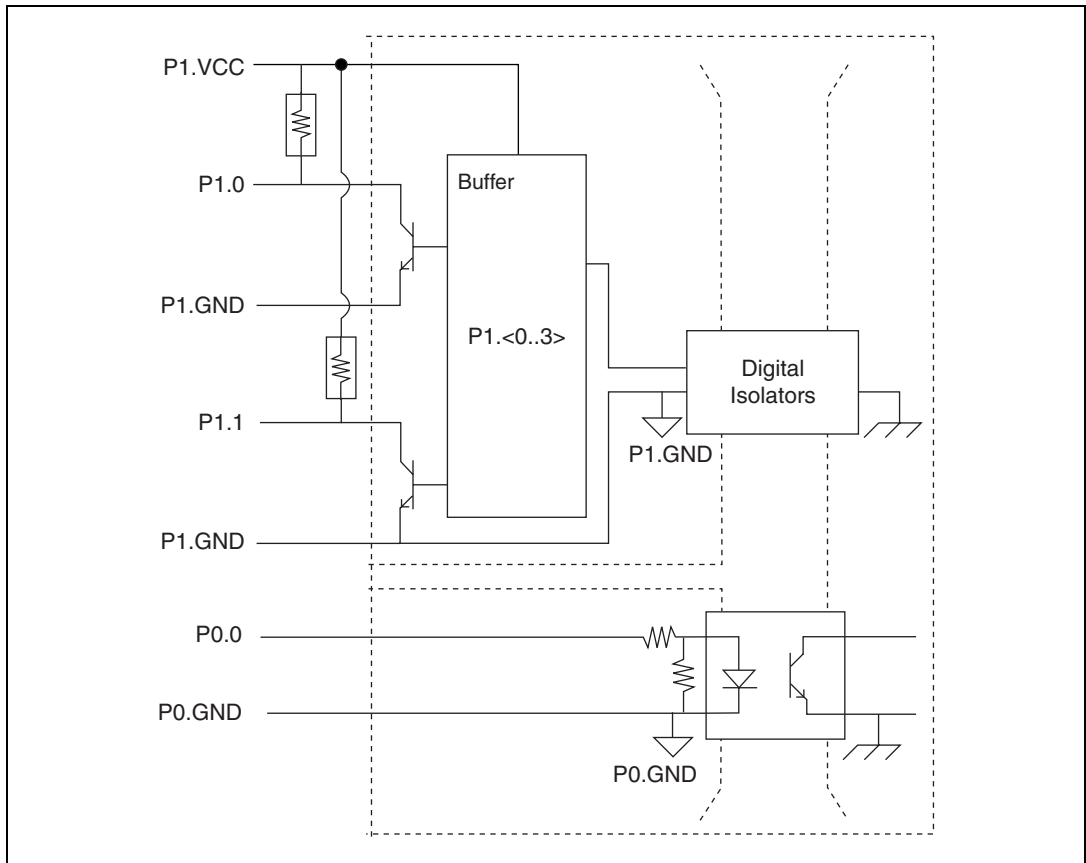 P1.VCC
Buffer
P1.0
P1.GND
P1.<0..3>
Digital
Isolators
P1.1
P1.GND
P1.GND
P0.0
P0.GND
P0.GND